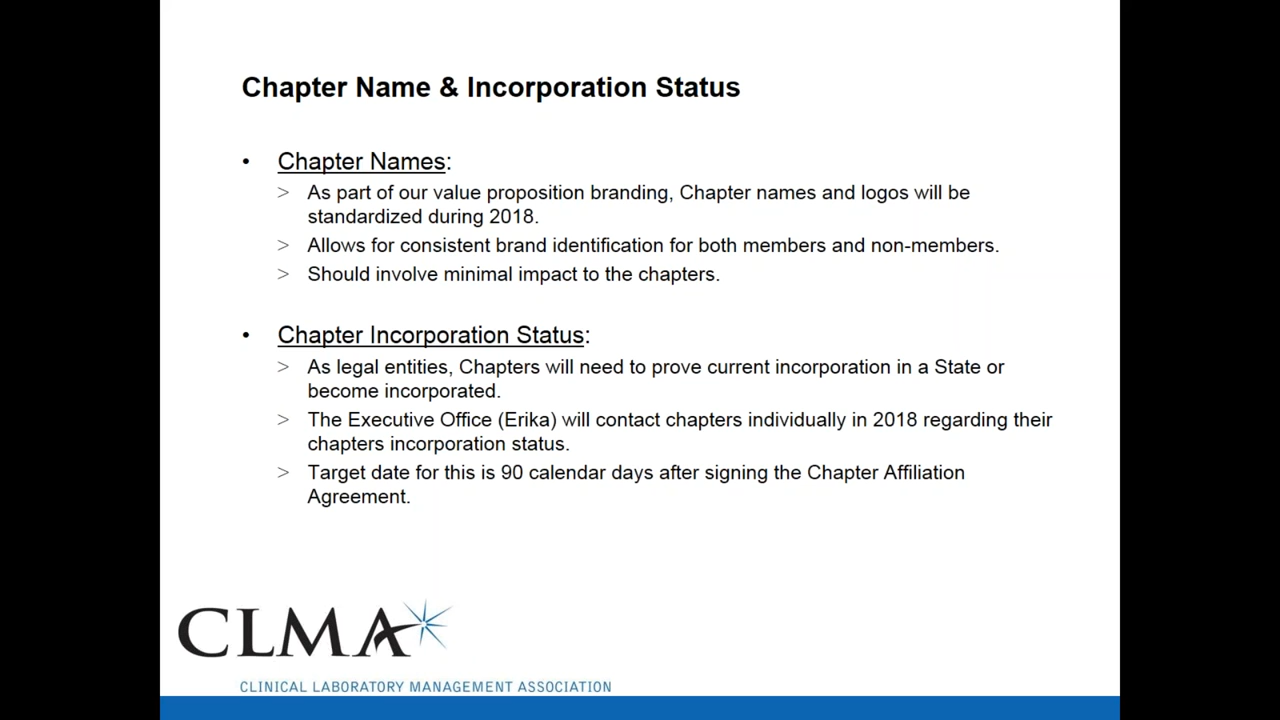 Chapter Name & Incorporation Status
• Chapter Names:
> As part of our value proposition branding, Chapter names and logos will be
standardized during 2018.
> Allows for consistent brand identification for both members and non-members.
> Should involve minimal impact to the chapters.
• Chapter Incorporation Status:
> As legal entities, Chapters will need to prove current incorporation in a State or
become incorporated.
> The Executive Office (Erika) will contact chapters individually in 2018 regarding their
chapters incorporation status.
> Target date for this is 90 calendar days after signing the Chapter Affiliation
Agreement.
CLMA
CLINICAL LABORATORY MANAGEMENT ASSOCIATION